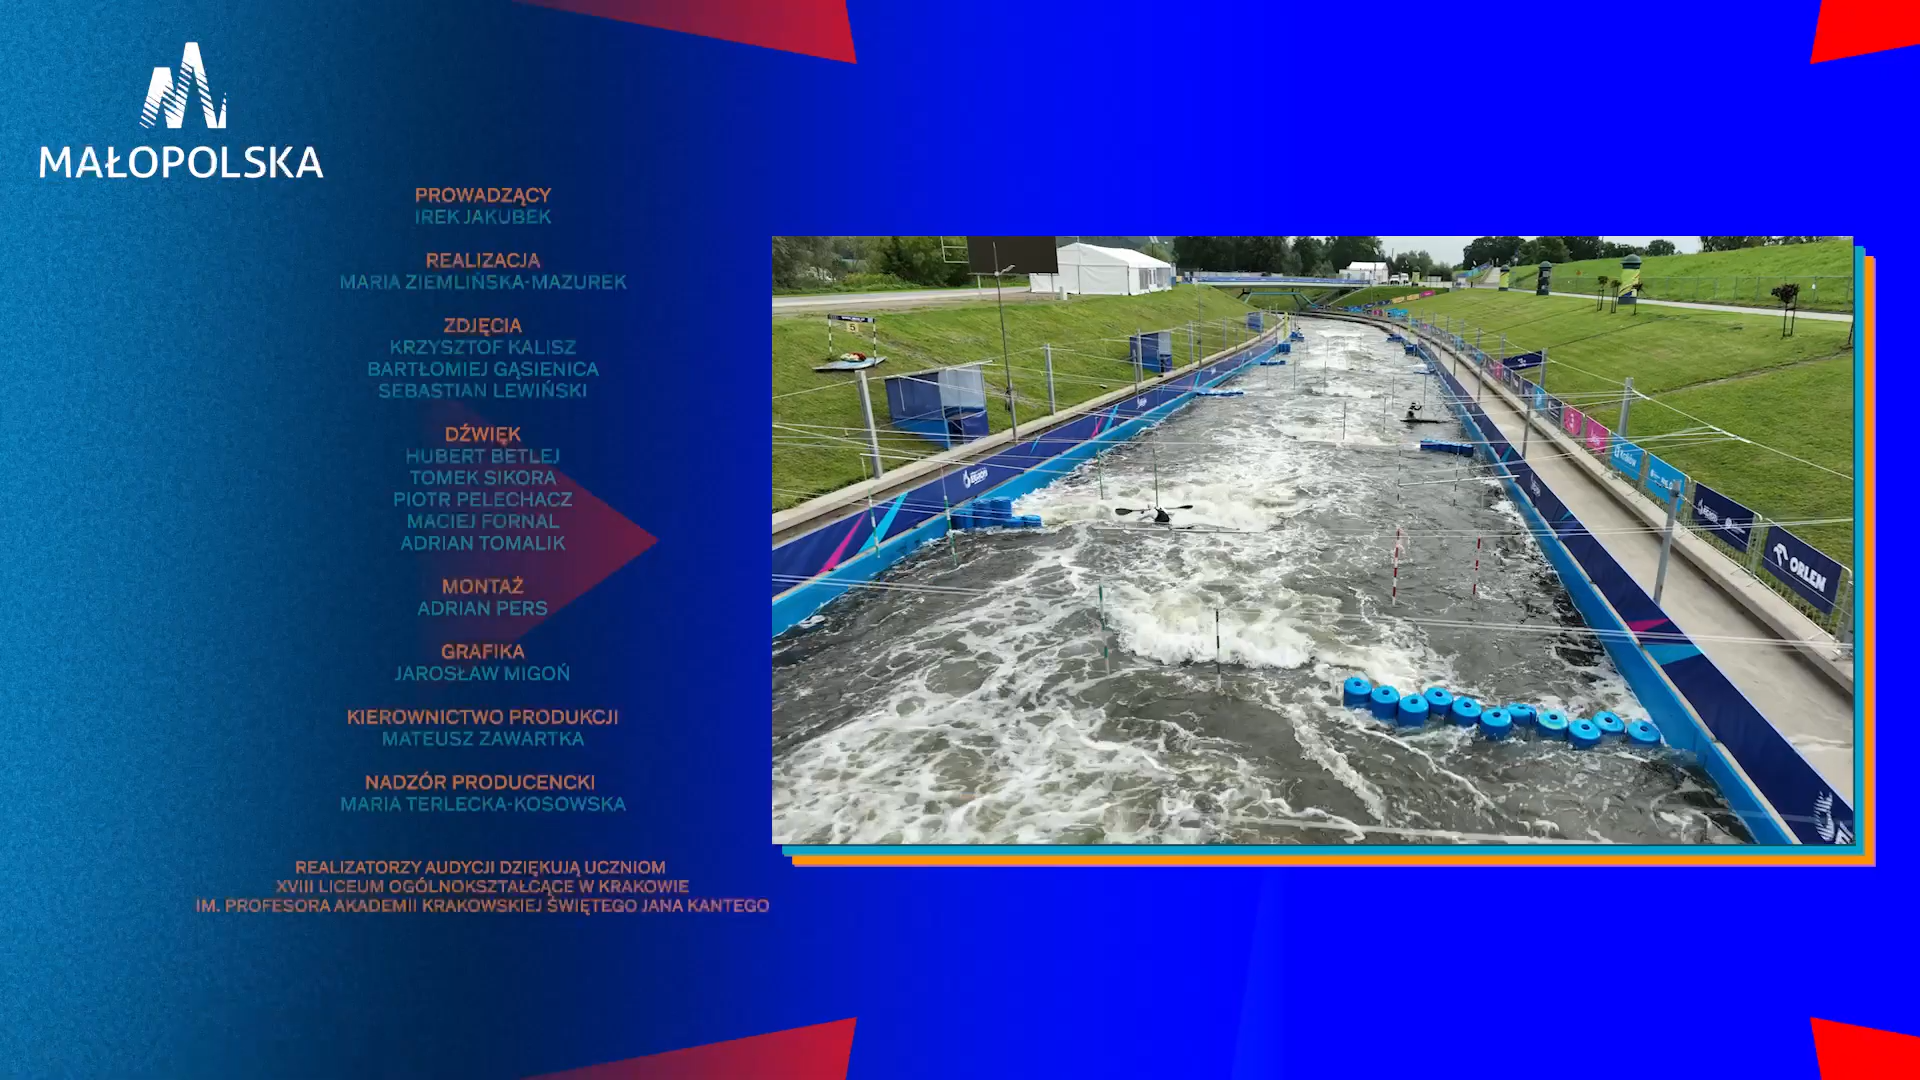 MAŁOPOLSKA
PROWADZĄCY
IREK JAKUBEK
REALIZACJA
MARIA ZIEMLIŃSKA-MAZUREK
ZDJĘCIA
KRZYSZTOF KALISZ
BARTŁOMIEJ GĄSIENICA
SEBASTIAN LEWIŃSKI
DŹWIĘK
HUBERT BETLEJ
TOMEK SIKORA
PIOTR PELECHACZ
MACIEJ FORNAL
ADRIAN TOMALIK
MONTAŻ
ADRIAN PERS
GRAFIKA
JAROSŁAW MIGOŃ
KIEROWNICTWO PRODUKCJI
MATEUSZ ZAWARTKA
NADZÓR PRODUCENCKI
MARIA TERLECKA-KOSOWSKA
REALIZATORZY AUDYCJI DZIĘKUJĄ UCZNIOM
XVIII LICEUM OGÓLNOKSZTAŁCĄCE W KRAKOWIE
IM. PROFESORA AKADEMII KRAKOWSKIEJ ŚWIĘTEGO JANA KANTEGO
5
Kraków
ORLEN